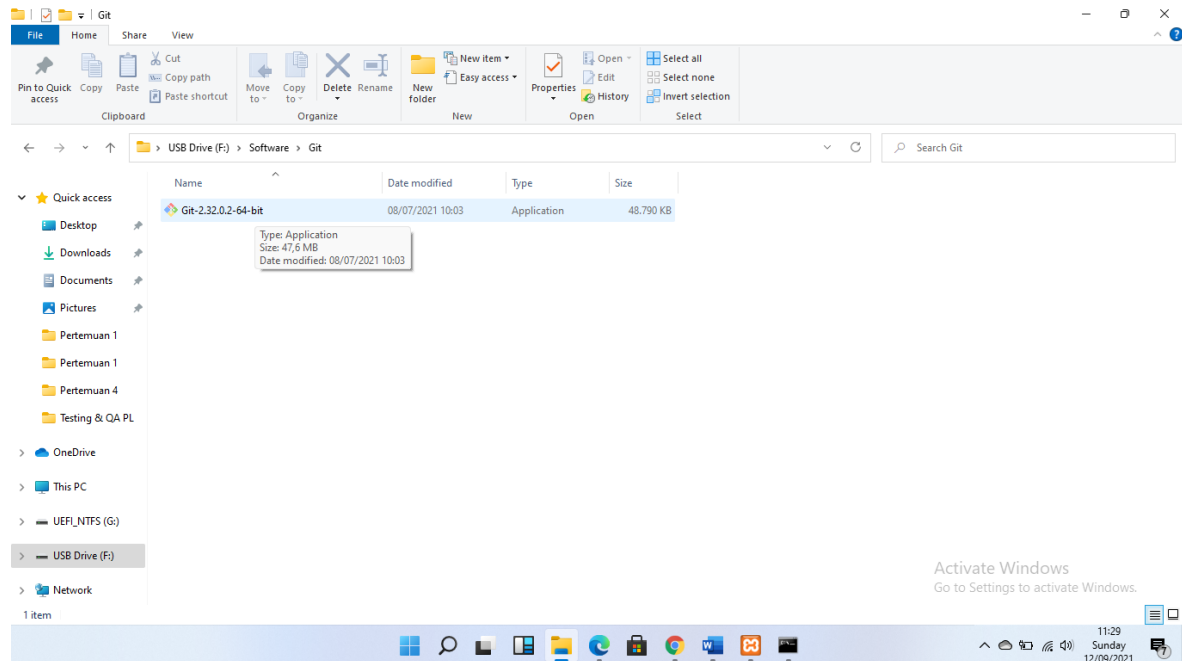 Git
File Home Share View
Pin to Quick access
Copy
Paste
Cut
Copy path
Paste shortcut
Clipboard
Move to
Copy to
Delete
Rename
Organize
New folder
New item
Easy access
New
Properties
Open
Edit
History
Open
Select all
Select none
Invert selection
Select
USB Drive (F:) > Software > Git
Search Git
Name Date modified Type Size
Git-2.32.0.2-64-bit 08/07/2021 10:03 Application 48.790 KB
Type: Application
Size: 47,6 MB
Date modified: 08/07/2021 10:03
Quick access
Desktop
Downloads
Documents
Pictures
Pertemuan 1
Pertemuan 1
Pertemuan 4
Testing & QA PL
OneDrive
This PC
UEFI_NTFS (G:)
USB Drive (F:)
Network
Activate Windows
Go to Settings to activate Windows.
1 item
11:29
Sunday
12/09/2021
7